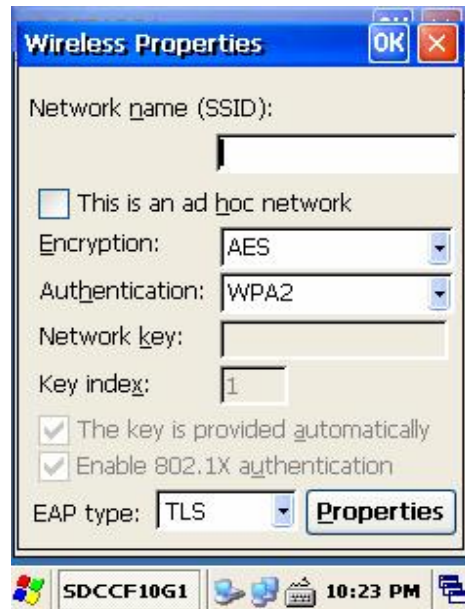 Wireless Properties OK
Network name (SSID):
This is an ad hoc network
Encryption: AES
Authentication: WPA2
Network key:
Key index: 1
The key is provided automatically
Enable 802.1X authentication
EAP type: TLS Properties
SDCCF10G1 10:23 PM